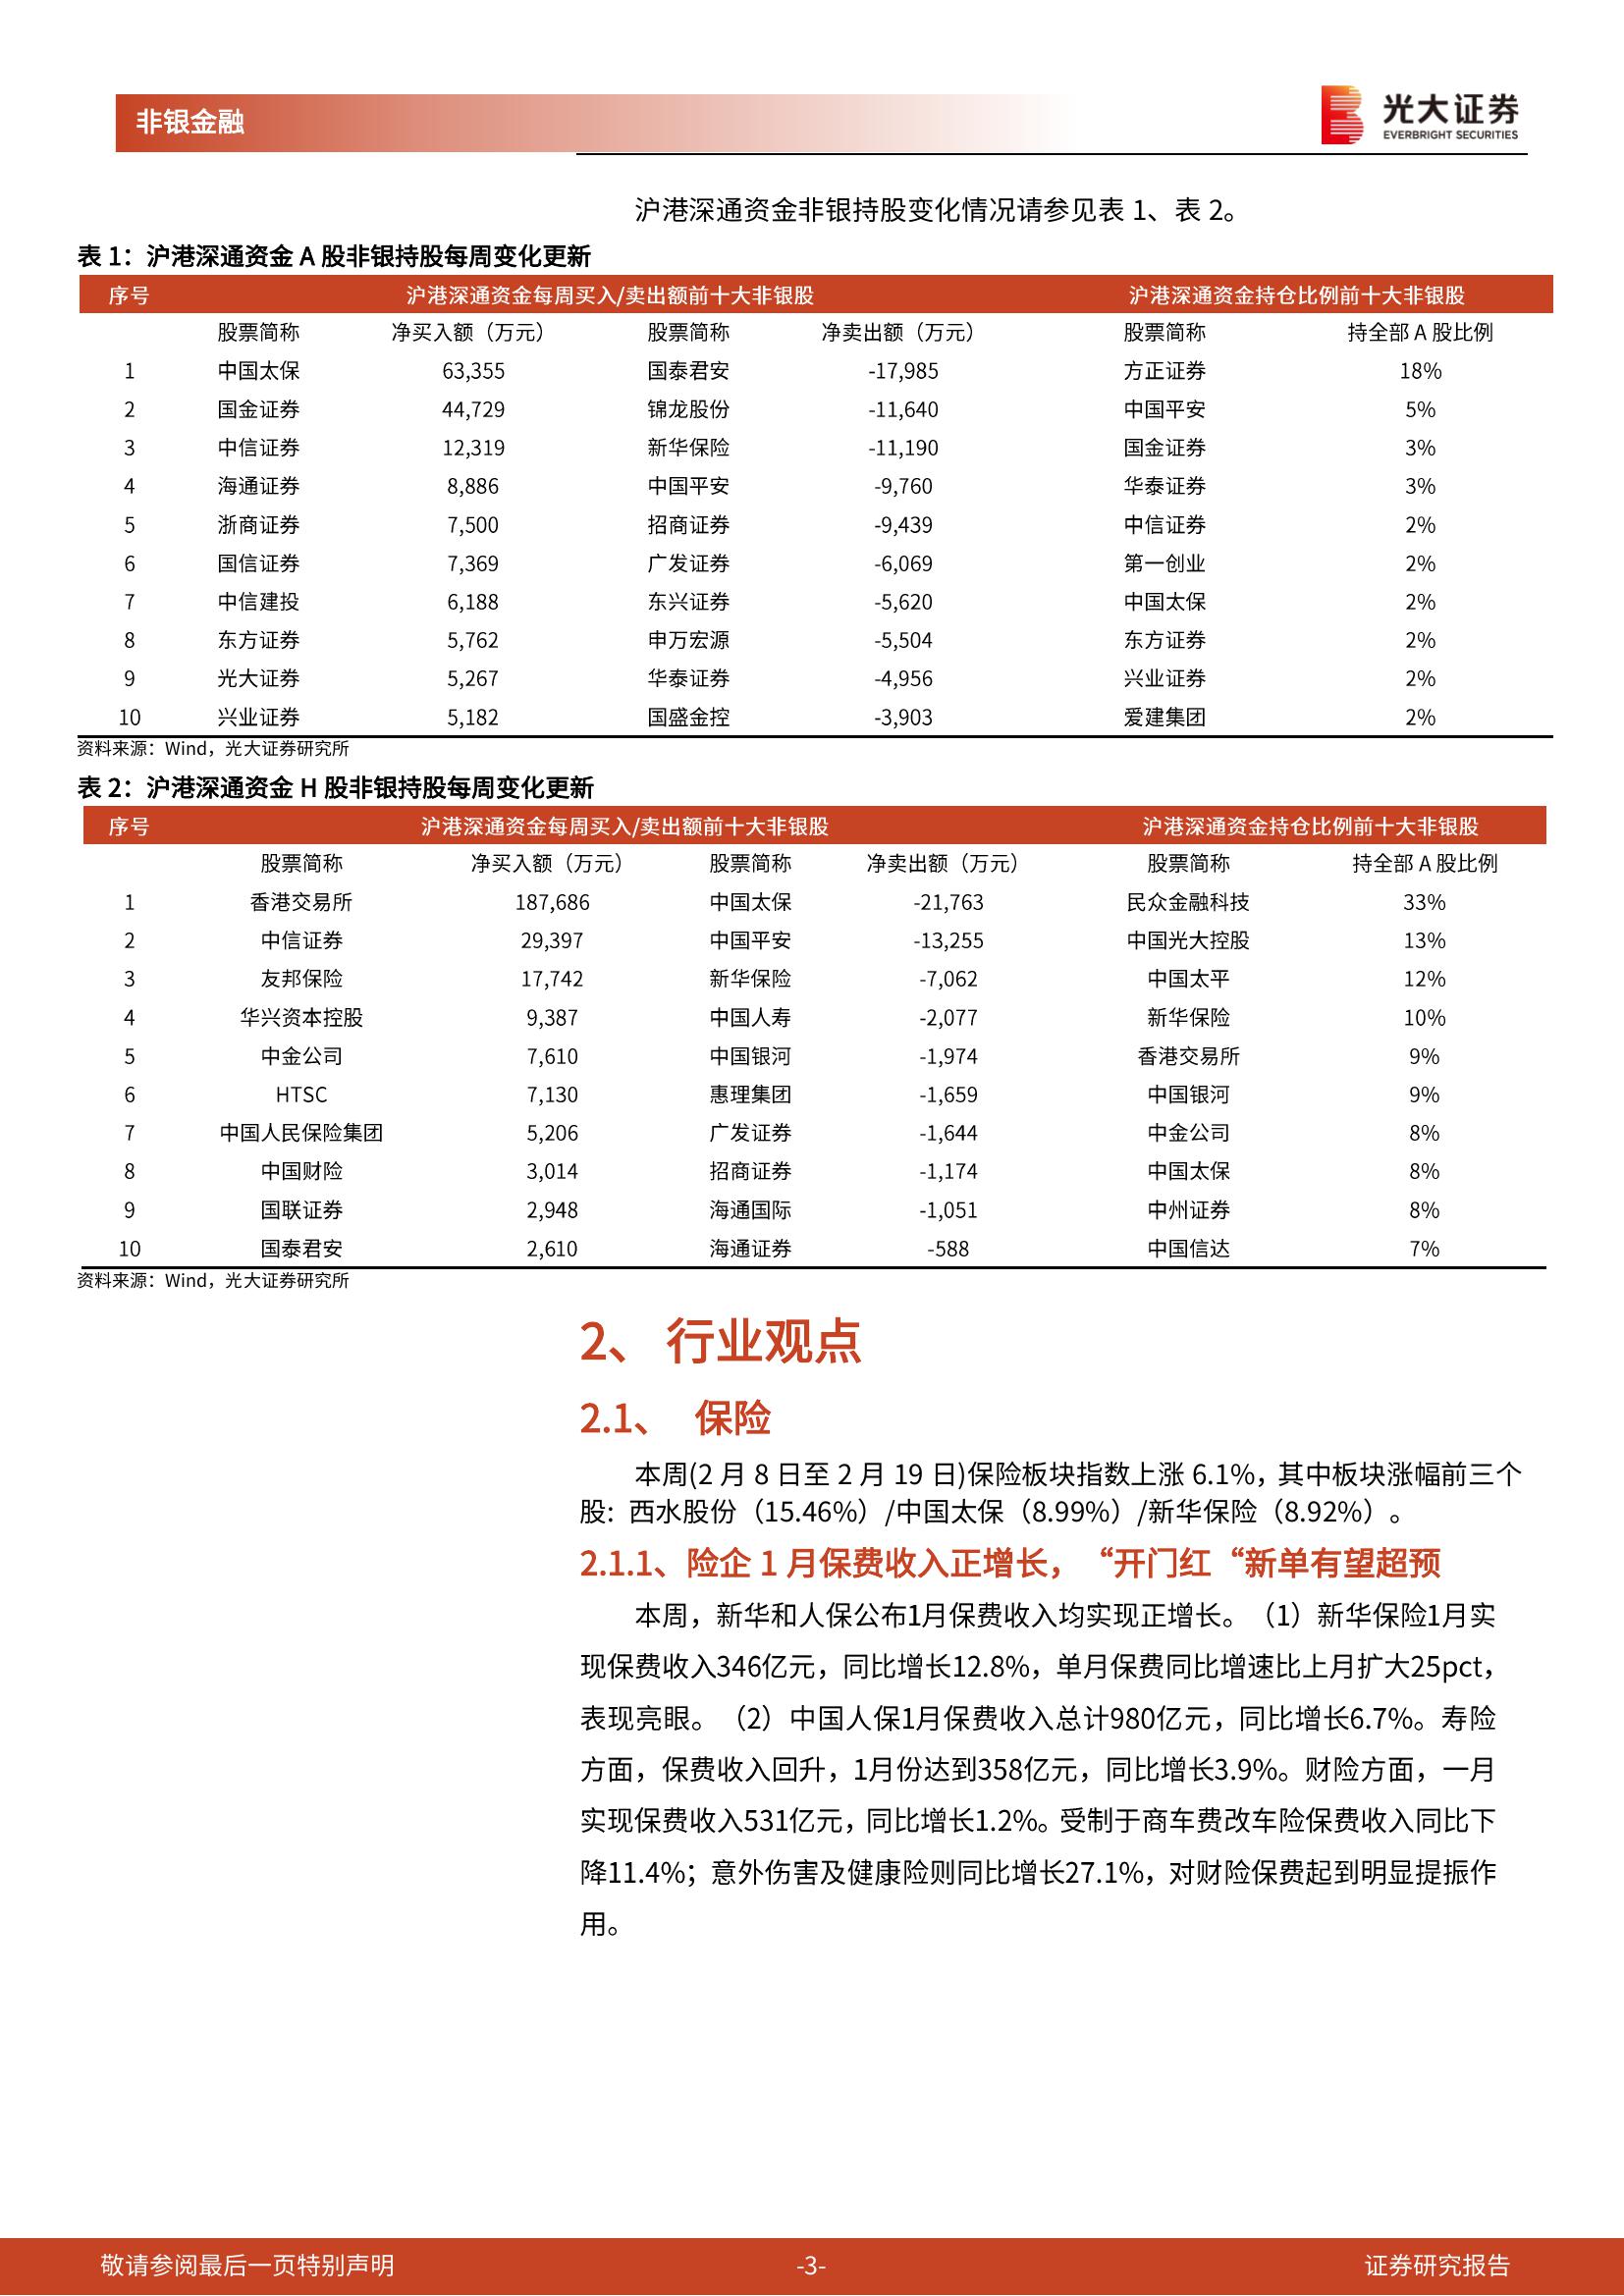 非银金融
光大证券
EVERBRIGHT SECURITIES
沪港深通资金非银持股变化情况请参见表 1、表 2。
表 1：沪港深通资金 A 股非银持股每周变化更新
序号 沪港深通资金每周买入/卖出额前十大非银股 沪港深通资金持仓比例前十大非银股
股票简称 净买入额（万元） 股票简称 净卖出额（万元） 股票简称 持全部 A 股比例
1 中国太保 63,355 国泰君安 -17,985 方正证券 18%
2 国金证券 44,729 锦龙股份 -11,640 中国平安 5%
3 中信证券 12,319 新华保险 -11,190 国金证券 3%
4 海通证券 8,886 中国平安 -9,760 华泰证券 3%
5 浙商证券 7,500 招商证券 -9,439 中信证券 2%
6 国信证券 7,369 广发证券 -6,069 第一创业 2%
7 中信建投 6,188 东兴证券 -5,620 中国太保 2%
8 东方证券 5,762 申万宏源 -5,504 东方证券 2%
9 光大证券 5,267 华泰证券 -4,956 兴业证券 2%
10 兴业证券 5,182 国盛金控 -3,903 爱建集团 2%
资料来源：Wind，光大证券研究所
表 2：沪港深通资金 H 股非银持股每周变化更新
序号 沪港深通资金每周买入/卖出额前十大非银股 沪港深通资金持仓比例前十大非银股
股票简称 净买入额（万元） 股票简称 净卖出额（万元） 股票简称 持全部 A 股比例
1 香港交易所 187,686 中国太保 -21,763 民众金融科技 33%
2 中信证券 29,397 中国平安 -13,255 中国光大控股 13%
3 友邦保险 17,742 新华保险 -7,062 中国太平 12%
4 华兴资本控股 9,387 中国人寿 -2,077 新华保险 10%
5 中金公司 7,610 中国银河 -1,974 香港交易所 9%
6 HTSC 7,130 惠理集团 -1,659 中国银河 9%
7 中国人民保险集团 5,206 广发证券 -1,644 中金公司 8%
8 中国财险 3,014 招商证券 -1,174 中国太保 8%
9 国联证券 2,948 海通国际 -1,051 中州证券 8%
10 国泰君安 2,610 海通证券 -588 中国信达 7%
资料来源：Wind，光大证券研究所
2、 行业观点
2.1、 保险
本周(2 月 8 日至 2 月 19 日)保险板块指数上涨 6.1%，其中板块涨幅前三个
股: 西水股份（15.46%）/中国太保（8.99%）/新华保险（8.92%）。
2.1.1、险企 1 月保费收入正增长，“开门红“新单有望超预
本周，新华和人保公布1月保费收入均实现正增长。（1）新华保险1月实
现保费收入346亿元，同比增长12.8%，单月保费同比增速比上月扩大25pct，
表现亮眼。（2）中国人保1月保费收入总计980亿元，同比增长6.7%。寿险
方面，保费收入回升，1月份达到358亿元，同比增长3.9%。财险方面，一月
实现保费收入531亿元，同比增长1.2%。受制于商车费改车险保费收入同比下
降11.4%；意外伤害及健康险则同比增长27.1%，对财险保费起到明显提振作
用。
敬请参阅最后一页特别声明 -3- 证券研究报告